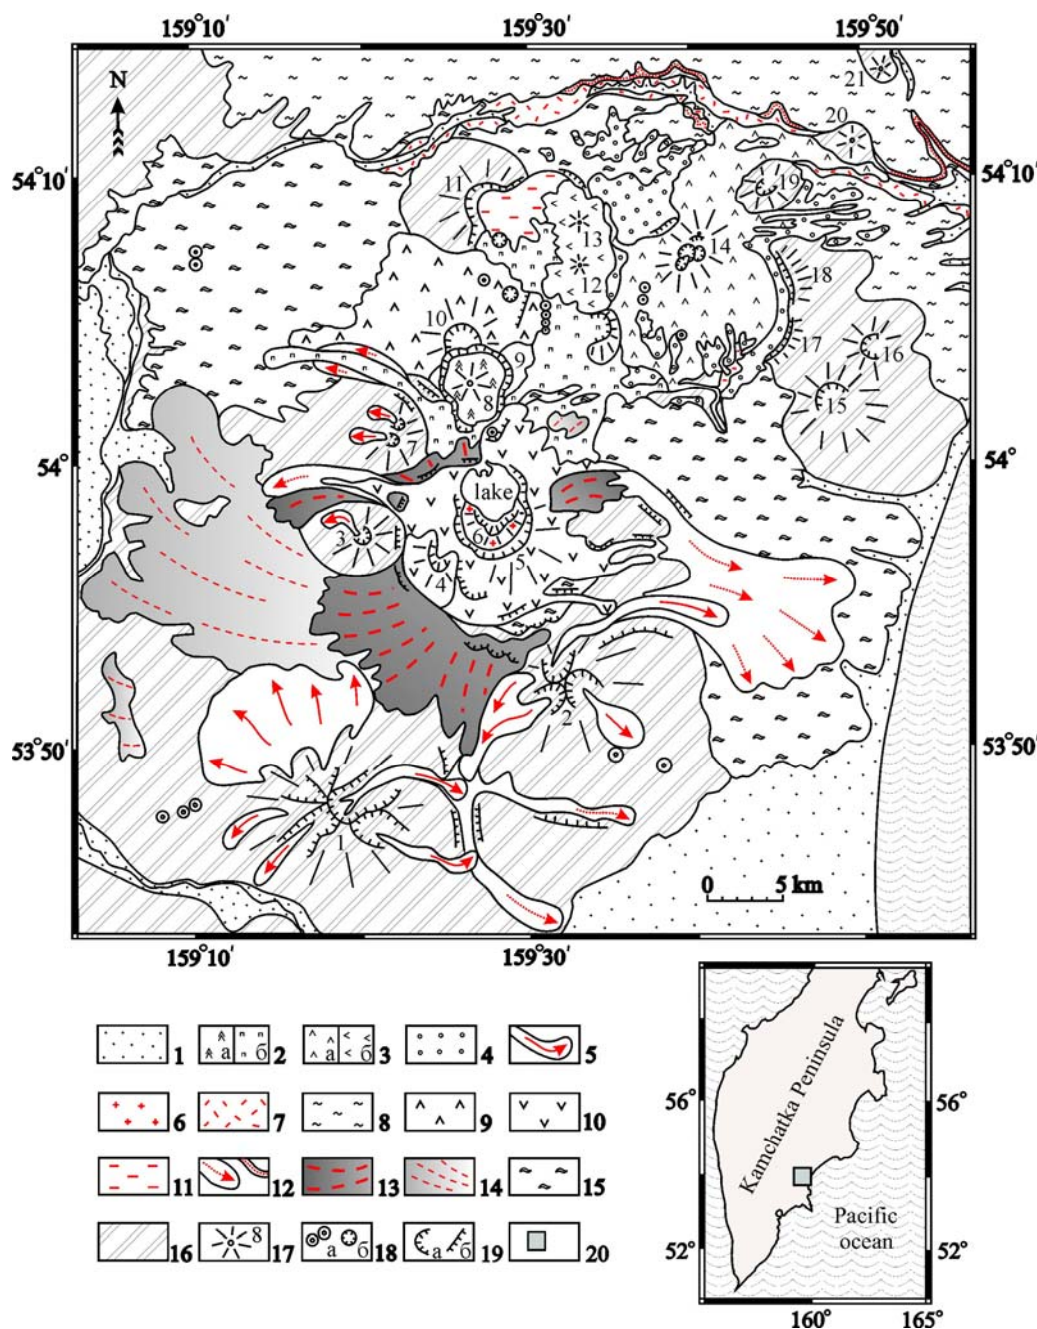 159°10' 159°30' 159°50'
N
21
20
54°10' 54°10'
11 19
13 14
12 18
10
17
16
9
8 15
7
54° 54°
lake
3 6
5
4
2
53°50' 53°50'
1
0 5 km
159°10' 159°30'
1 а б 2 а б 3 4 5
6 7 8 9 10
11 12 13 14 15
16 8 17 а б 18 а б 19 20
Kamchatka Peninsula
56° 56°
Pacific
ocean
52° 52°
160° 165°